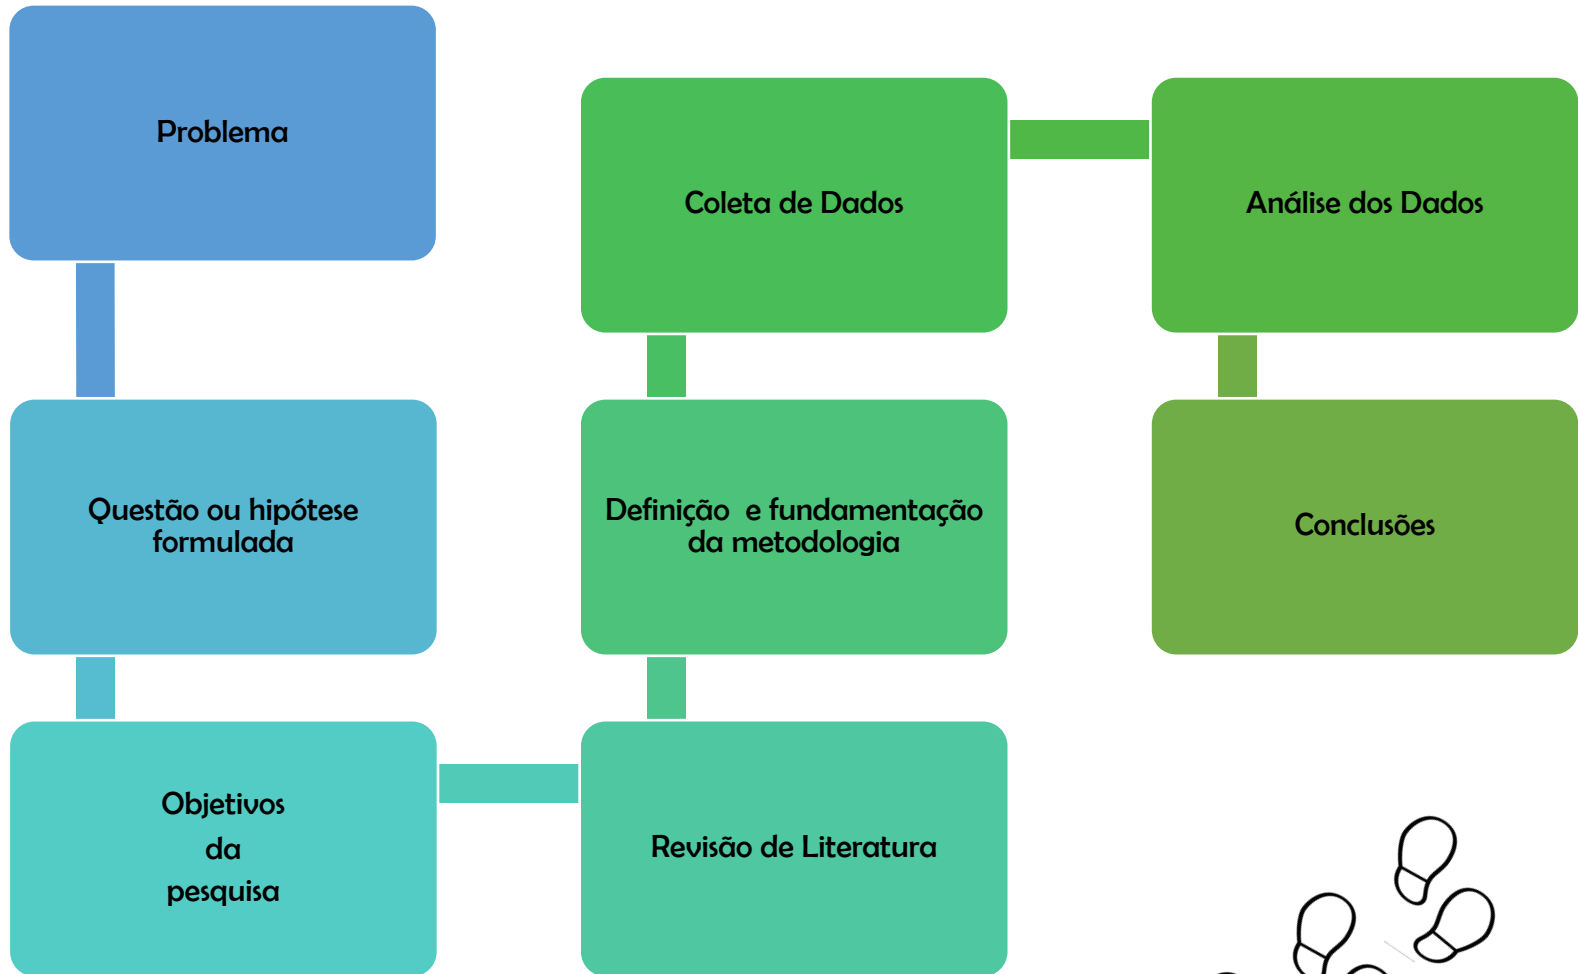 Problema
Questão ou hipótese
formulada
Objetivos
da
pesquisa
Revisão de Literatura
Definição  e fundamentação
da metodologia
Coleta de Dados
Análise dos Dados
Conclusões